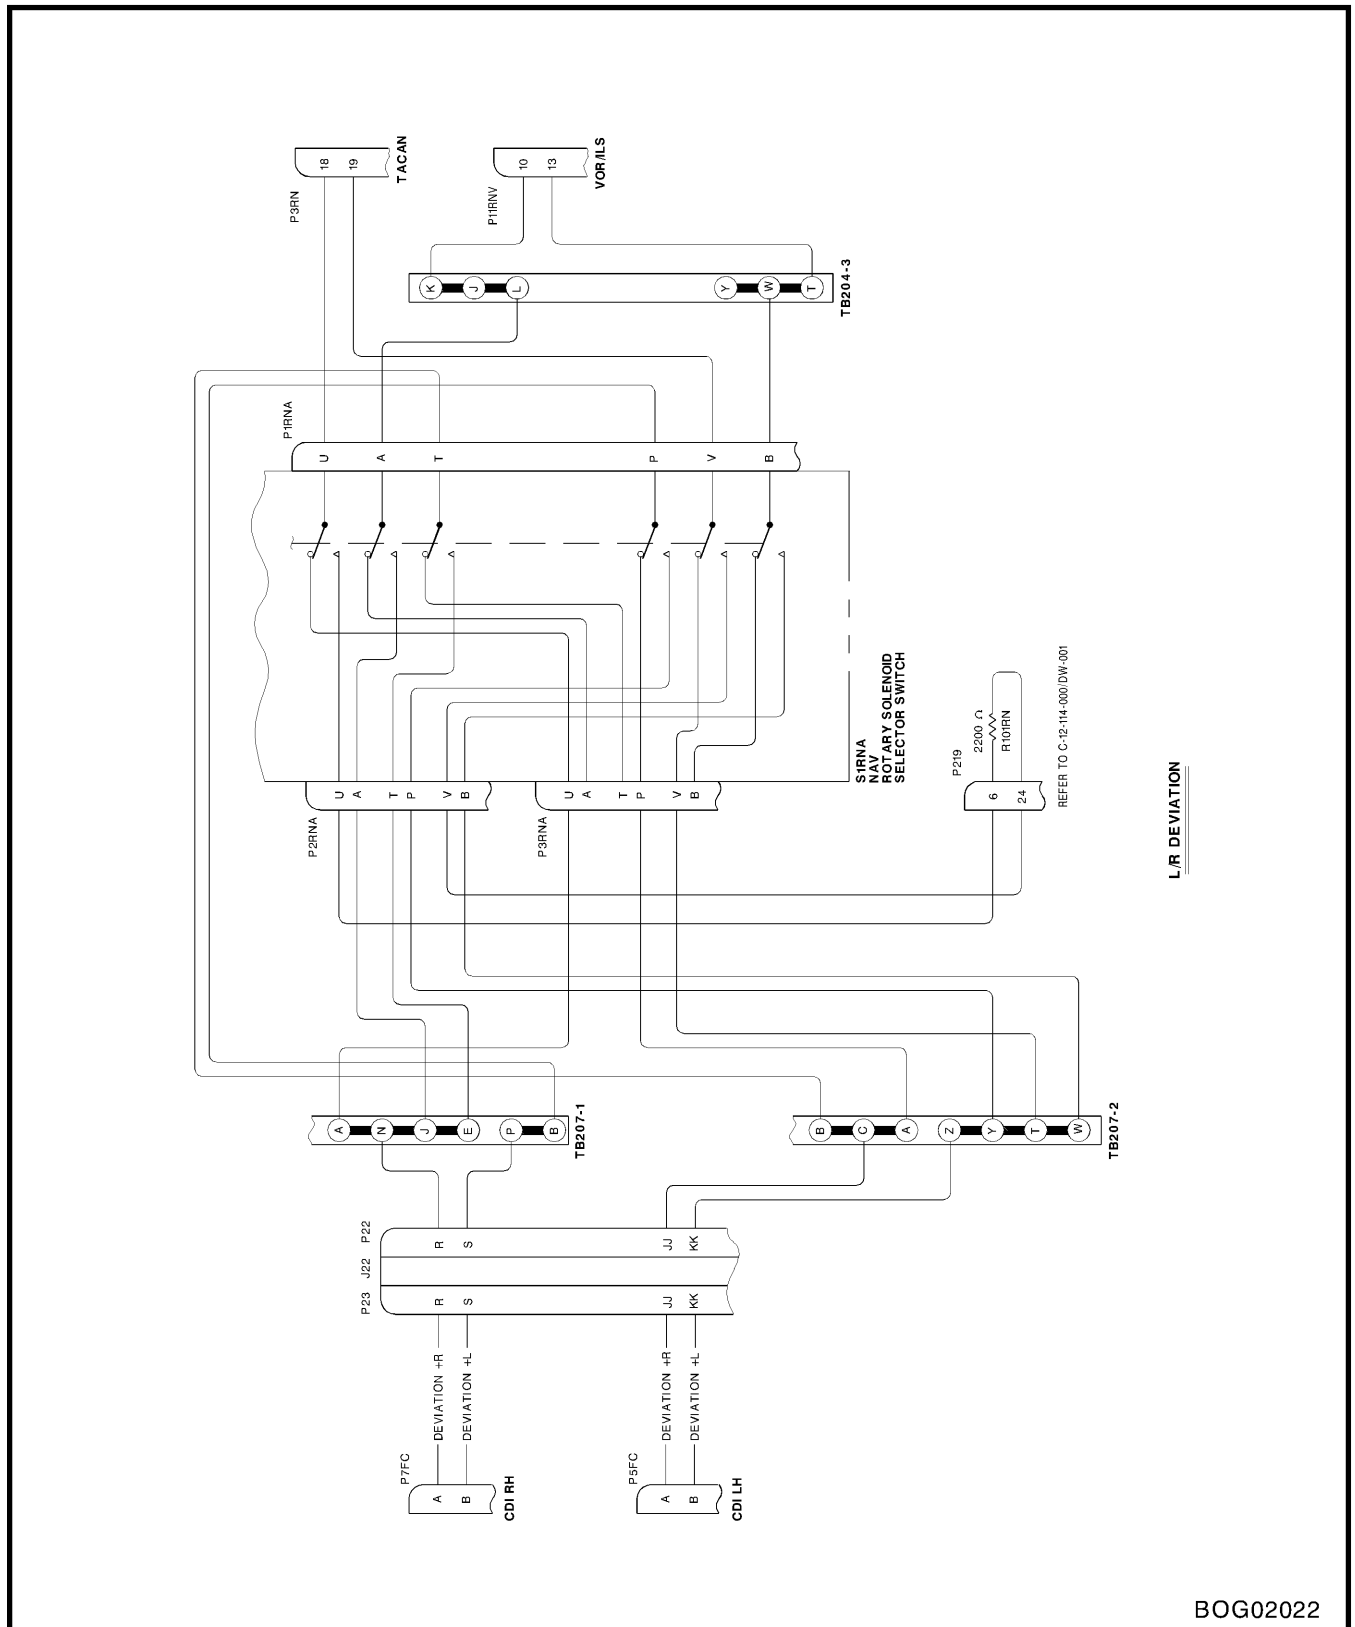 18
19
TACAN
P3RN
10
13
VOR/ILS
P11RNV
K
J
L
Y
W
T
TB204-3
P1RNA
U
A
T
P
V
B
S1RNA
NAV
ROTARY SOLENOID
SELECTOR SWITCH
U
A
T
P
V
B
P2RNA
U
A
T
P
V
B
P3RNA
P219
2200 Ω
R101RN
6
24
REFER TO C-12-114-000/DW-001
L/R DEVIATION
A
N
J
E
P
B
TB207-1
B
C
A
Z
Y
T
W
TB207-2
P22
R
S
JJ
KK
J22
P23
R
S
JJ
KK
DEVIATION +R
DEVIATION +L
DEVIATION +R
DEVIATION +L
P7FC
A
B
CDI RH
P5FC
A
B
CDI LH
BOG02022